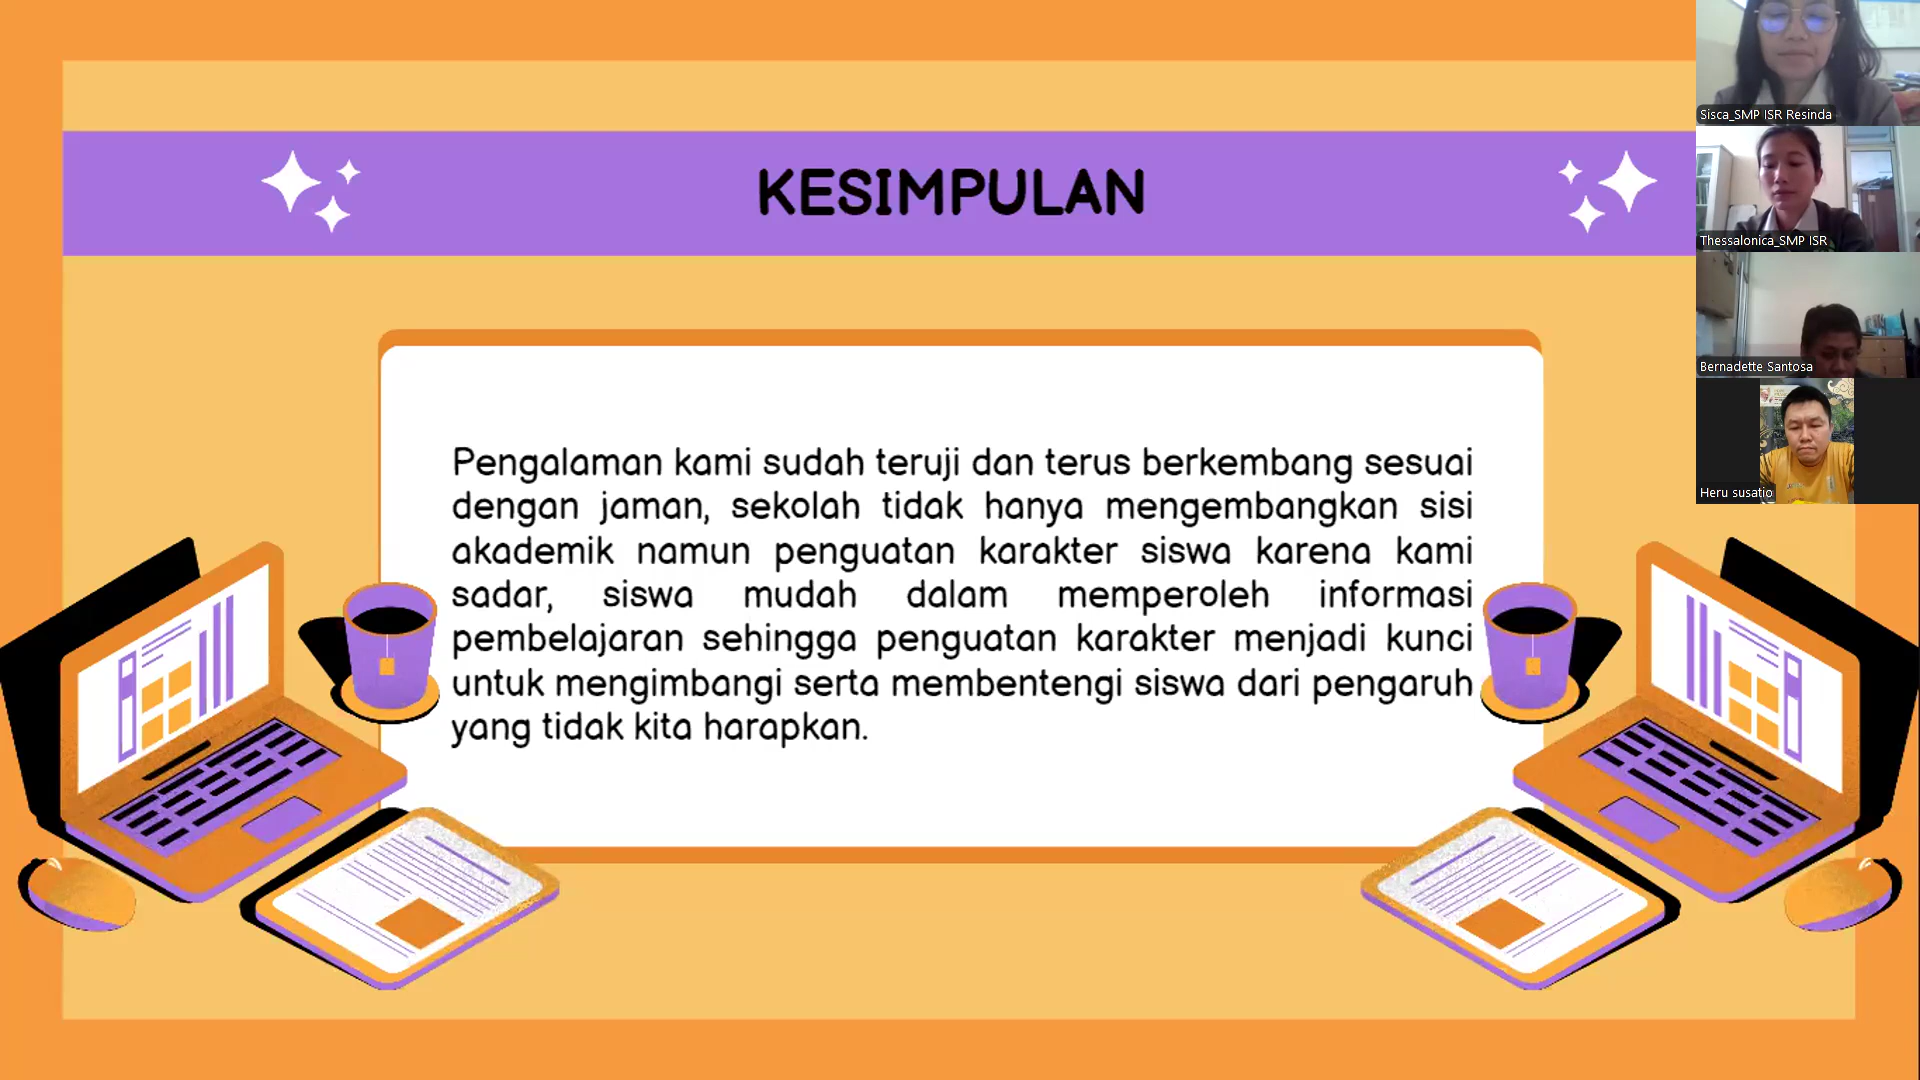 KESIMPULAN
Pengalaman kami sudah teruji dan terus berkembang sesuai
dengan jaman, sekolah tidak hanya mengembangkan sisi
akademik namun penguatan karakter siswa karena kami
sadar, siswa mudah dalam memperoleh informasi
pembelajaran sehingga penguatan karakter menjadi kunci
untuk mengimbangi serta membentengi siswa dari pengaruh
yang tidak kita harapkan.
Sisca_SMP ISR Resinda
Thessalonica_SMP ISR
Bernadette Santosa
Heru susatio